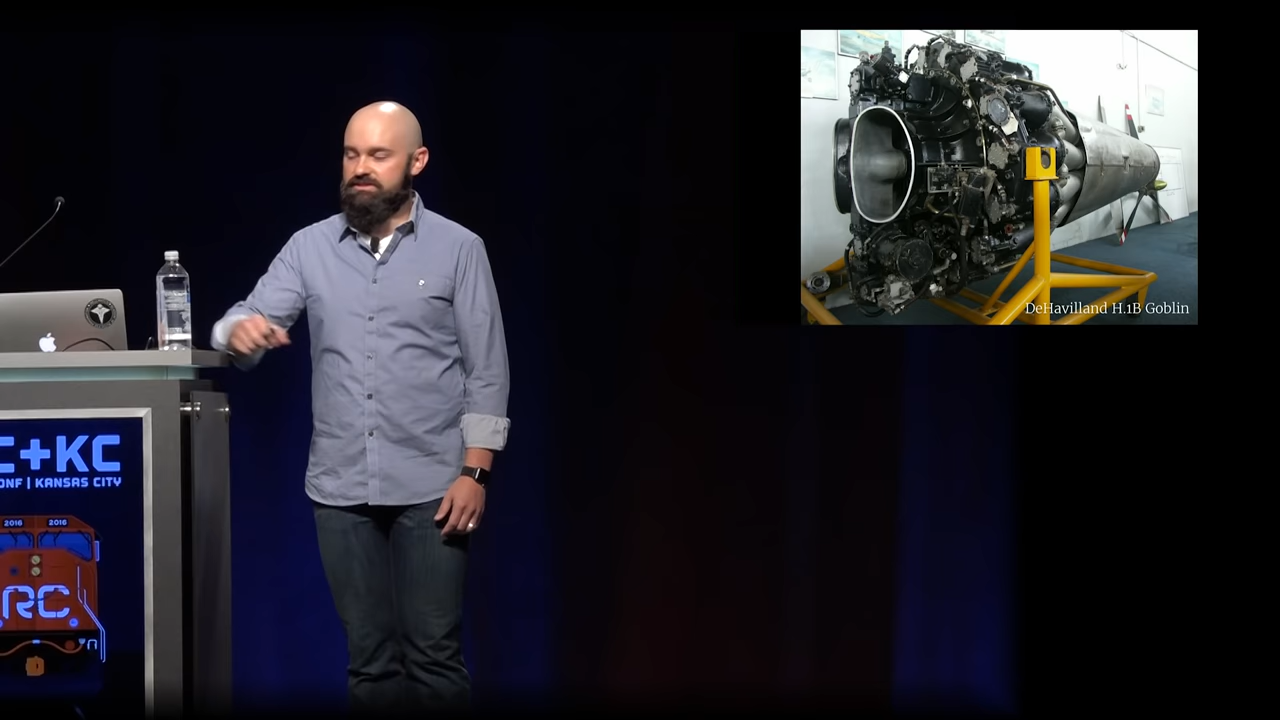 DeHavilland H.1B Goblin
C+KC
ONF | KANSAS CITY
2016 2016
RC